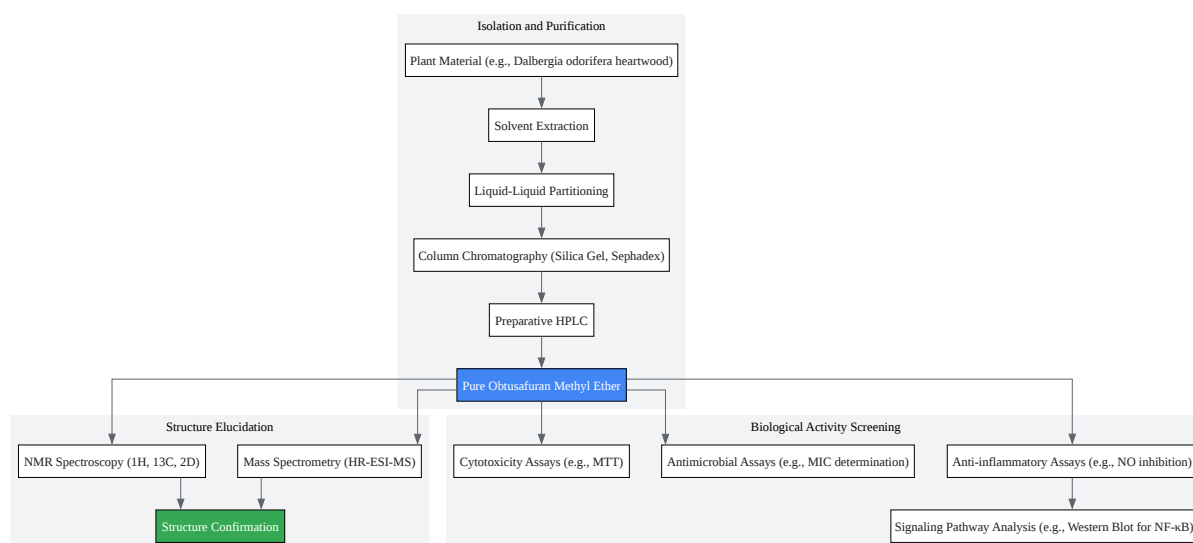 Isolation and Purification
Plant Material (e.g., Dalbergia odorifera heartwood)
Solvent Extraction
Liquid-Liquid Partitioning
Column Chromatography (Silica Gel, Sephadex)
Preparative HPLC
Pure Obtusafuran Methyl Ether
Structure Elucidation
NMR Spectroscopy (1H, 13C, 2D)
Mass Spectrometry (HR-ESI-MS)
Structure Confirmation
Biological Activity Screening
Cytotoxicity Assays (e.g., MTT)
Antimicrobial Assays (e.g., MIC determination)
Anti-inflammatory Assays (e.g., NO inhibition)
Signaling Pathway Analysis (e.g., Western Blot for NF-κB)